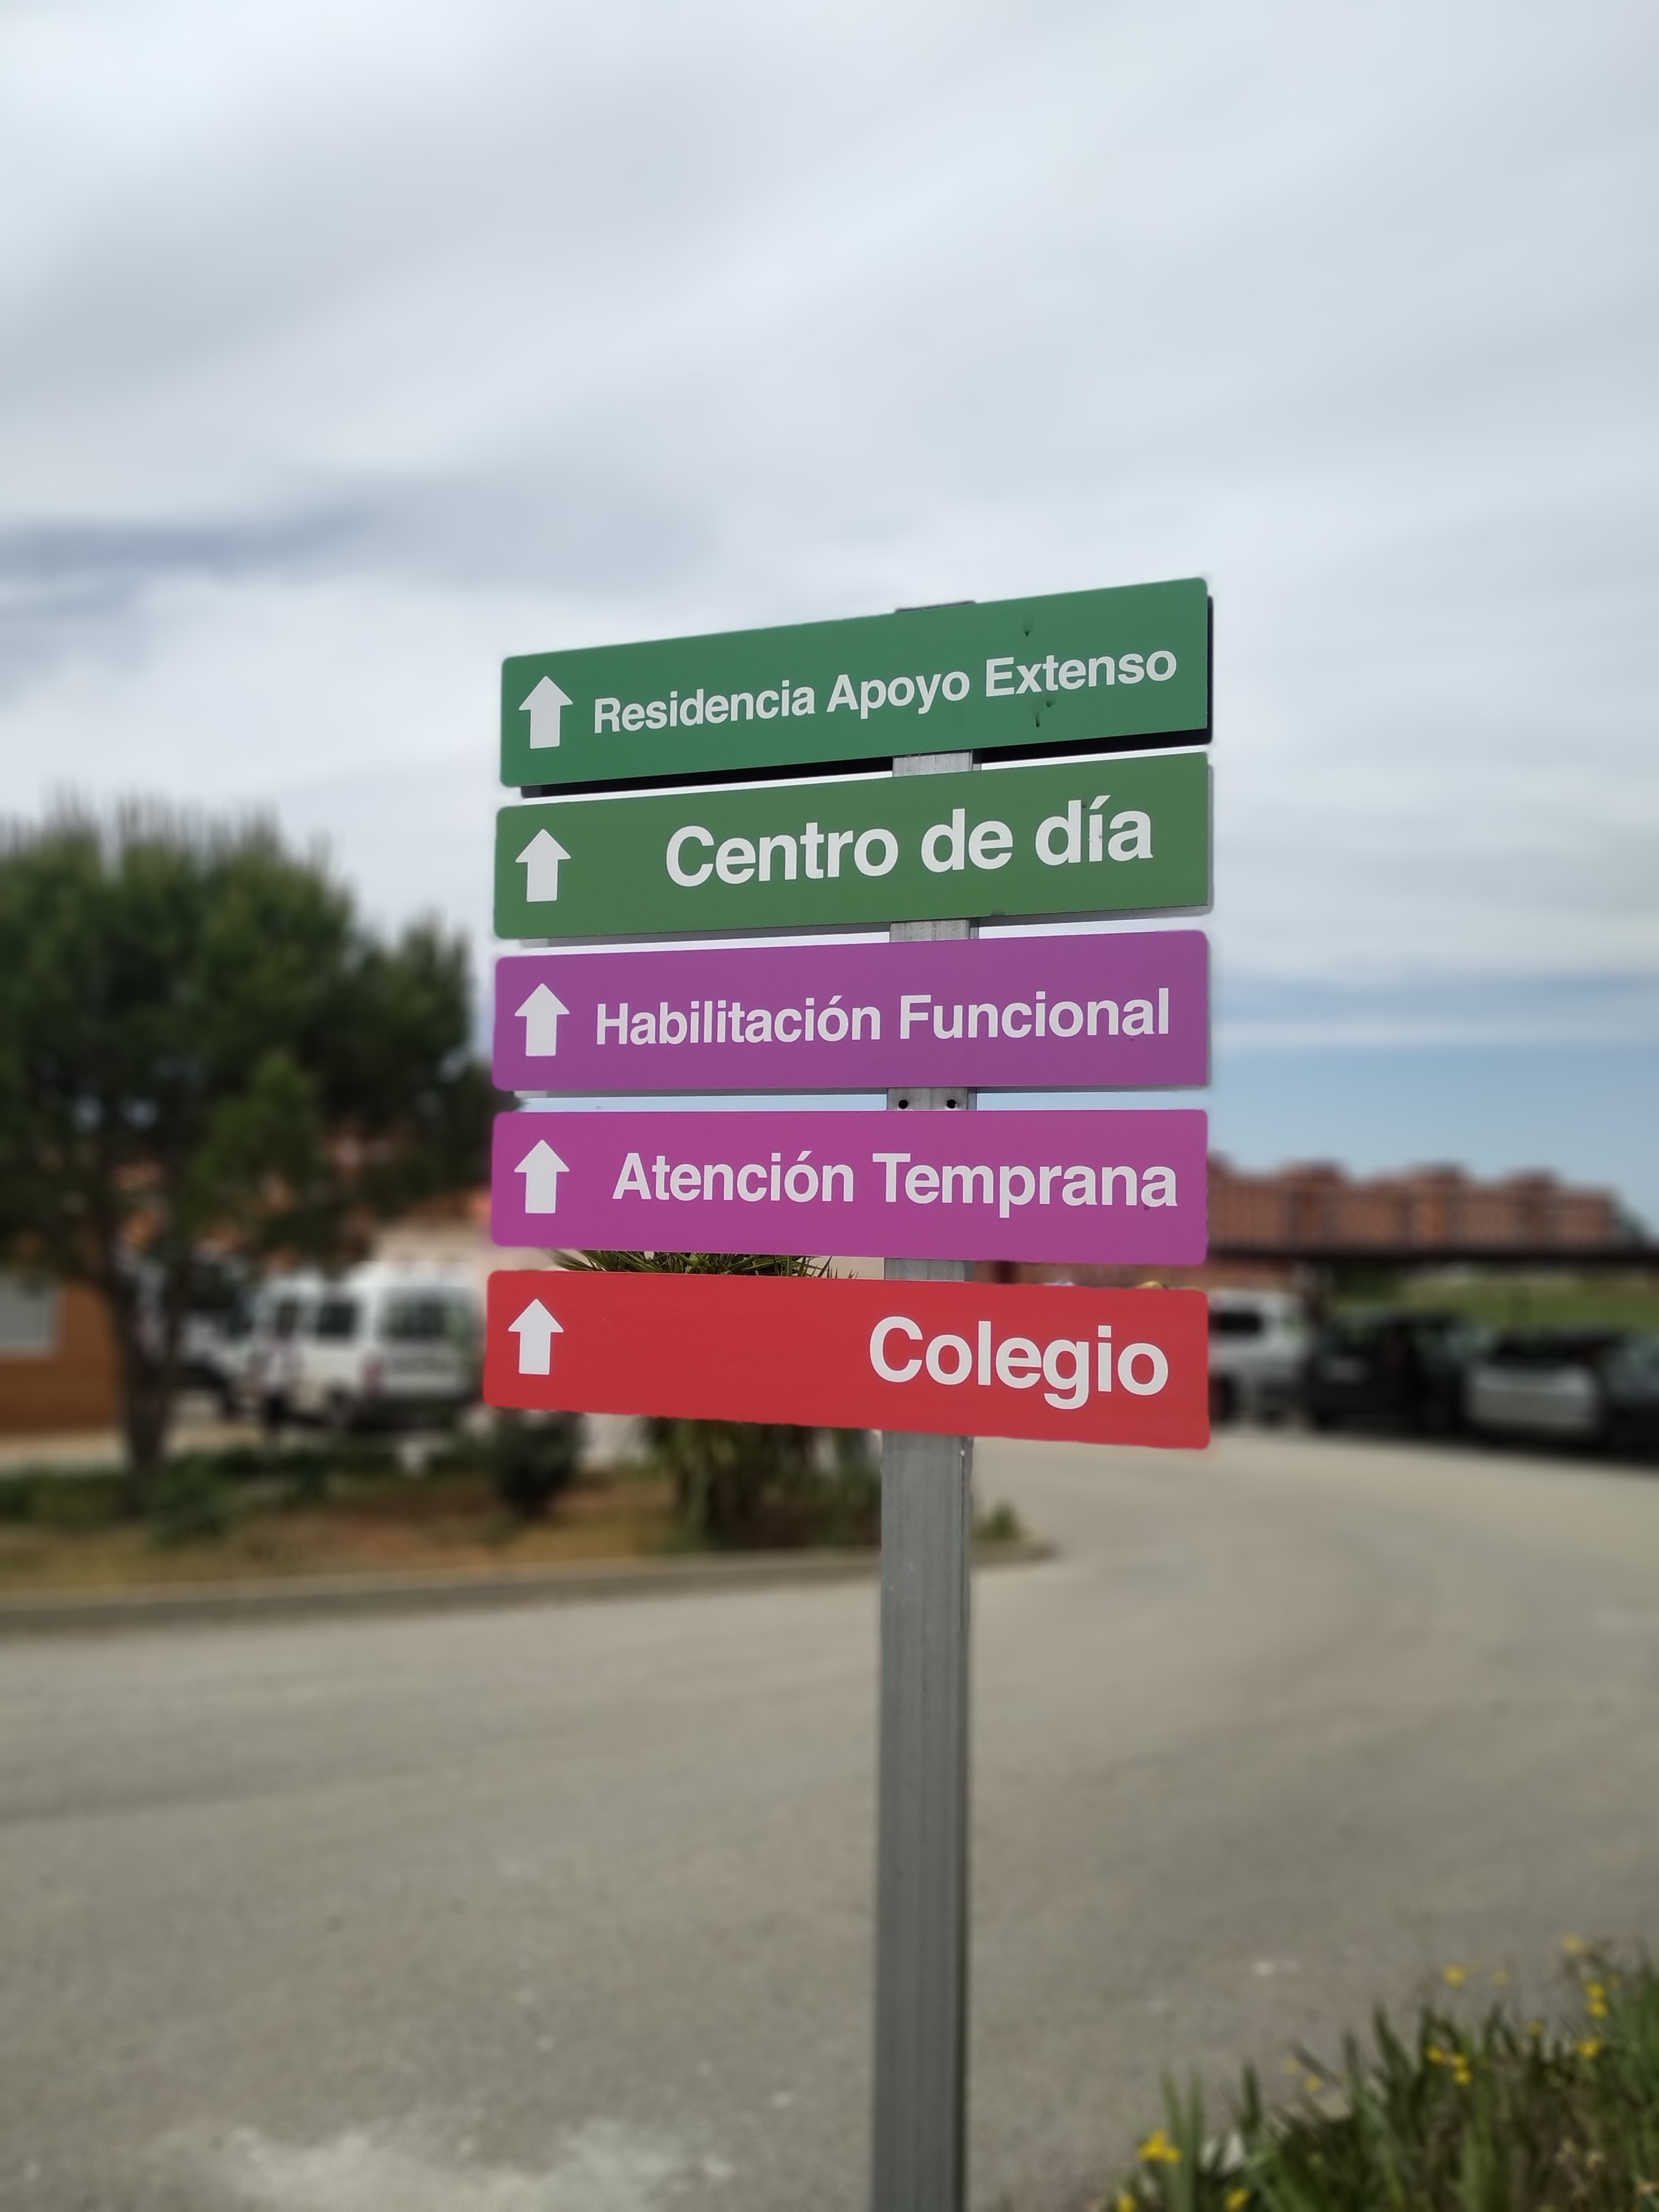 Residencia Apoyo Extenso
Centro de día
Habilitación Funcional
Atención Temprana
Colegio